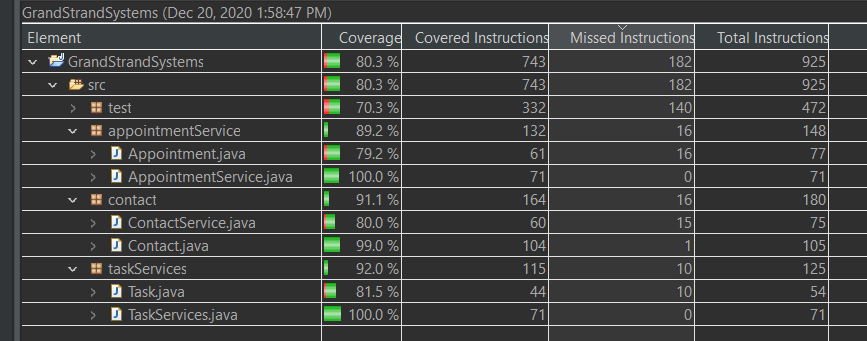 GrandStrandSystems (Dec 20, 2020 1:58:47 PM)
Element Coverage Covered Instructions Missed Instructions Total Instructions
GrandStrandSystems 80.3 % 743 182 925
src 80.3 % 743 182 925
test 70.3 % 332 140 472
appointmentService 89.2 % 132 16 148
Appointment.java 79.2 % 61 16 77
AppointmentService.java 100.0 % 71 0 71
contact 91.1 % 164 16 180
ContactService.java 80.0 % 60 15 75
Contact.java 99.0 % 104 1 105
taskServices 92.0 % 115 10 125
Task.java 81.5 % 44 10 54
TaskServices.java 100.0 % 71 0 71